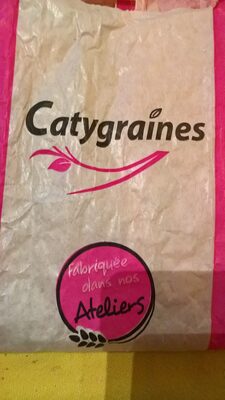 Catygraines
Fabriquée
dans nos
Ateliers